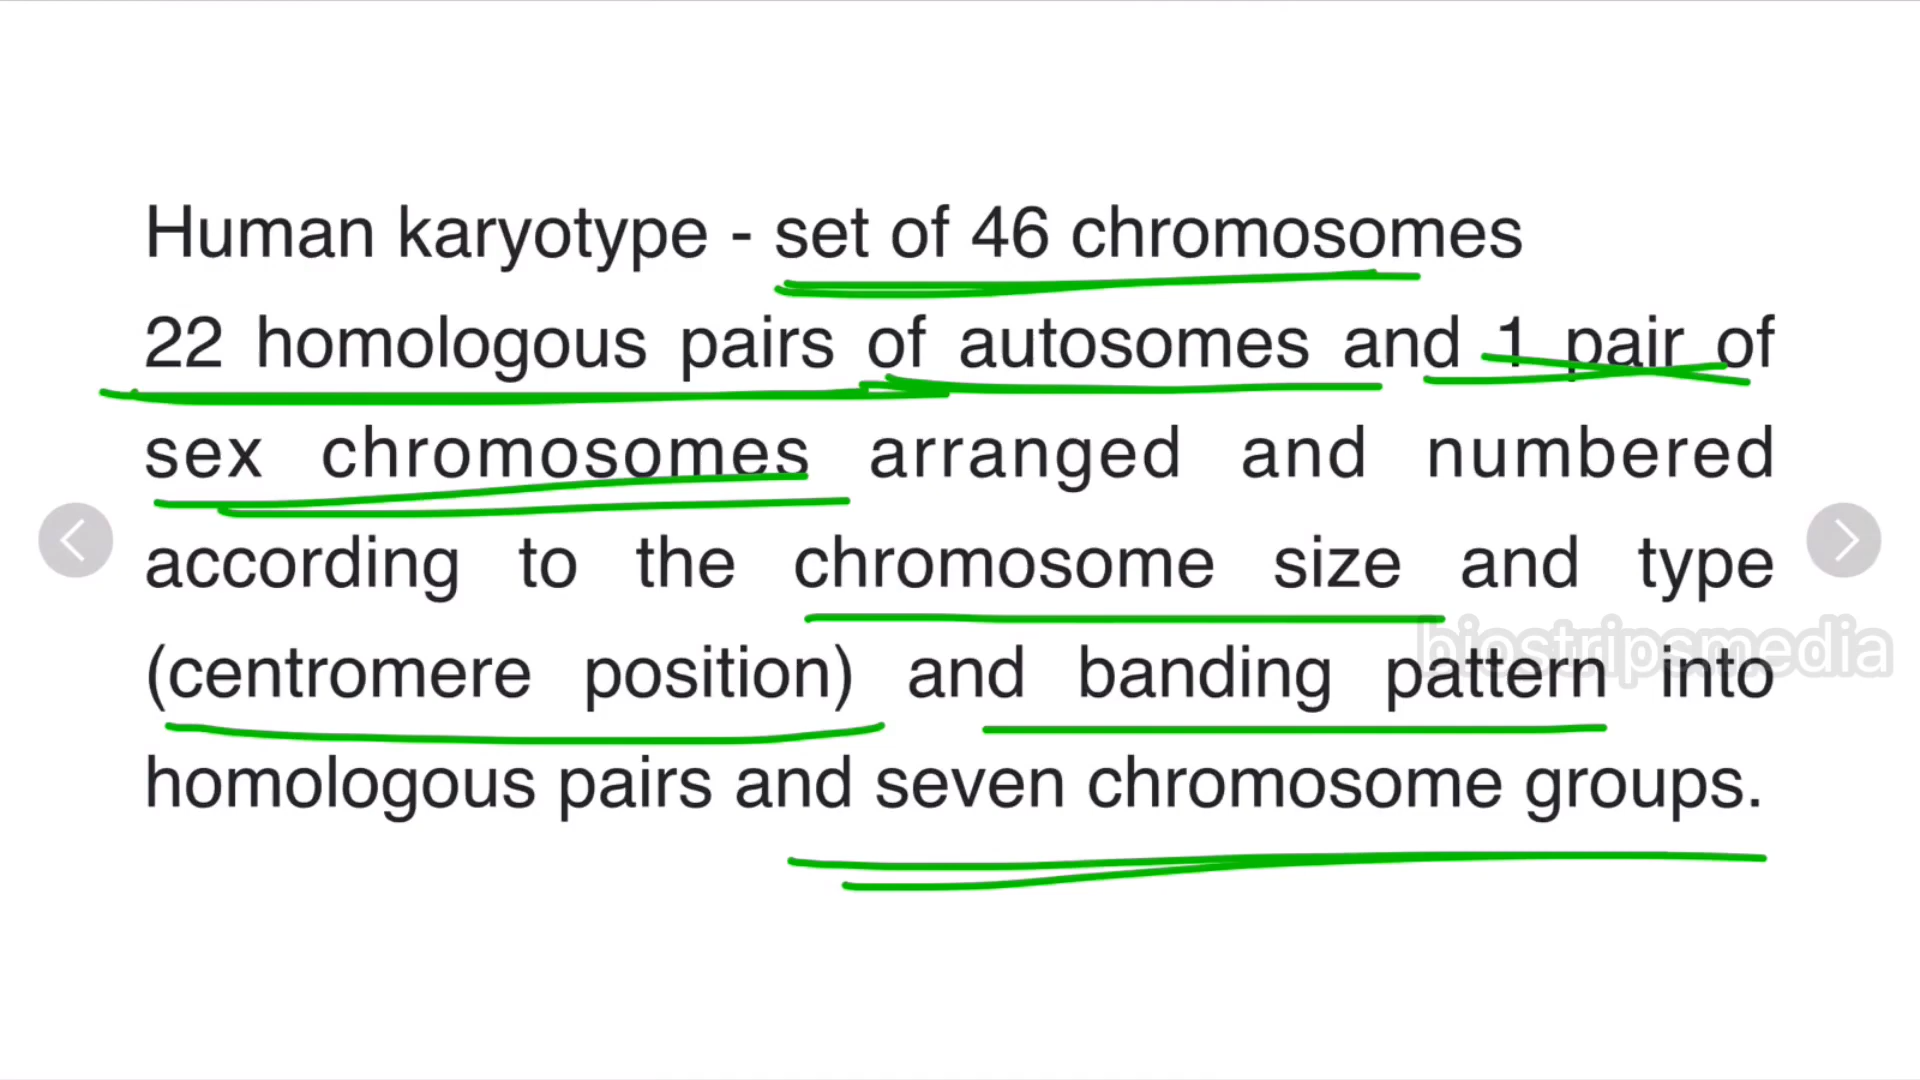 Human karyotype - set of 46 chromosomes
22 homologous pairs of autosomes and 1 pair of
sex chromosomes arranged and numbered
according to the chromosome size and type
biostripsmedia
(centromere position) and banding pattern into
homologous pairs and seven chromosome groups.